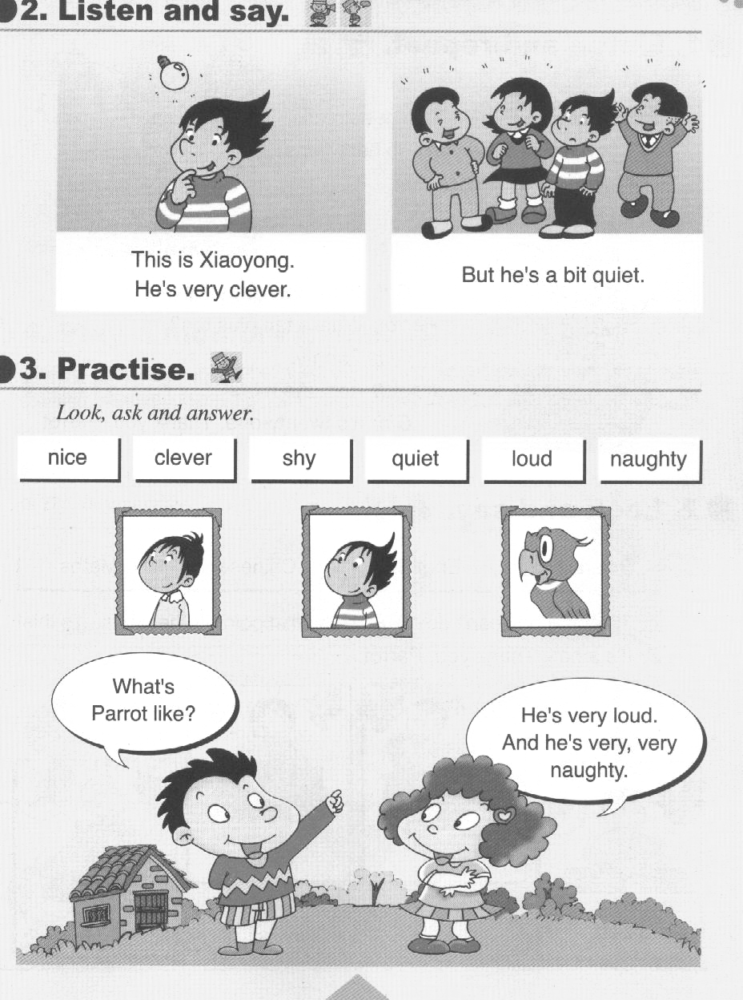 2. Listen and say.
This is Xiaoyong.
He's very clever.
But he's a bit quiet.
3. Practise.
Look, ask and answer.
nice clever shy quiet loud naughty
What's
Parrot like?
He's very loud.
And he's very, very
naughty.